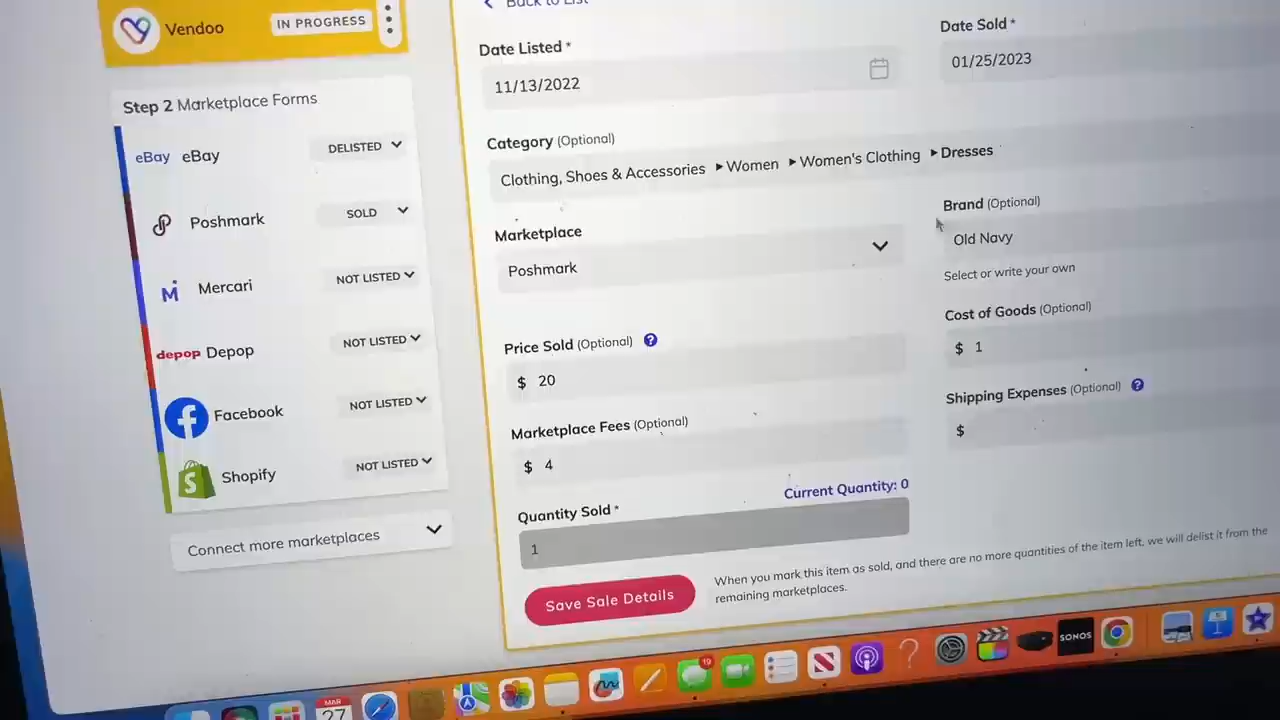 Back to List
Vendoo
IN PROGRESS
Date Listed *
11/13/2022
Date Sold *
01/25/2023
Step 2 Marketplace Forms
eBay eBay
DELISTED
Poshmark
SOLD
Mercari
NOT LISTED
depop Depop
NOT LISTED
Facebook
NOT LISTED
Shopify
NOT LISTED
Connect more marketplaces
Category (Optional)
Clothing, Shoes & Accessories Women Women's Clothing Dresses
Marketplace
Poshmark
Brand (Optional)
Old Navy
Select or write your own
Price Sold (Optional) ?
$ 20
Cost of Goods (Optional)
$ 1
Marketplace Fees (Optional)
$ 4
Shipping Expenses (Optional) ?
$
Current Quantity: 0
Quantity Sold *
1
Save Sale Details
When you mark this item as sold, and there are no more quantities of the item left, we will delist it from the
remaining marketplaces.
MAR
27
19
SONOS